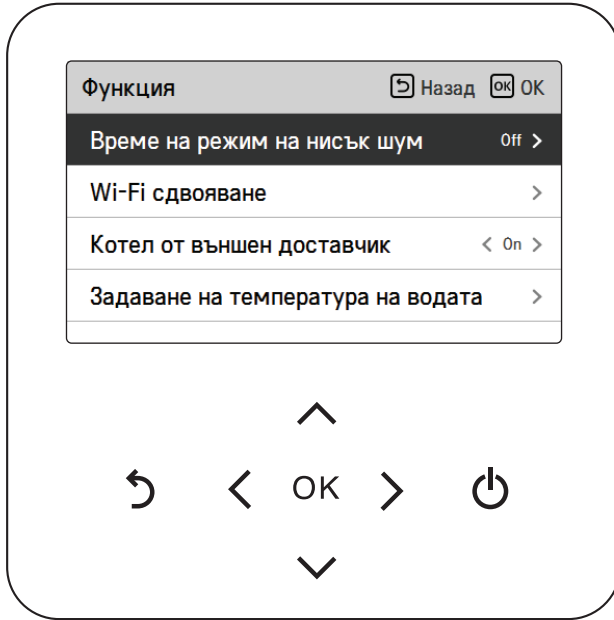 Функция Назад OK OK
Време на режим на нисък шум Off >
Wi-Fi сдвояване >
Котел от външен доставчик < On >
Задаване на температура на водата >
OK